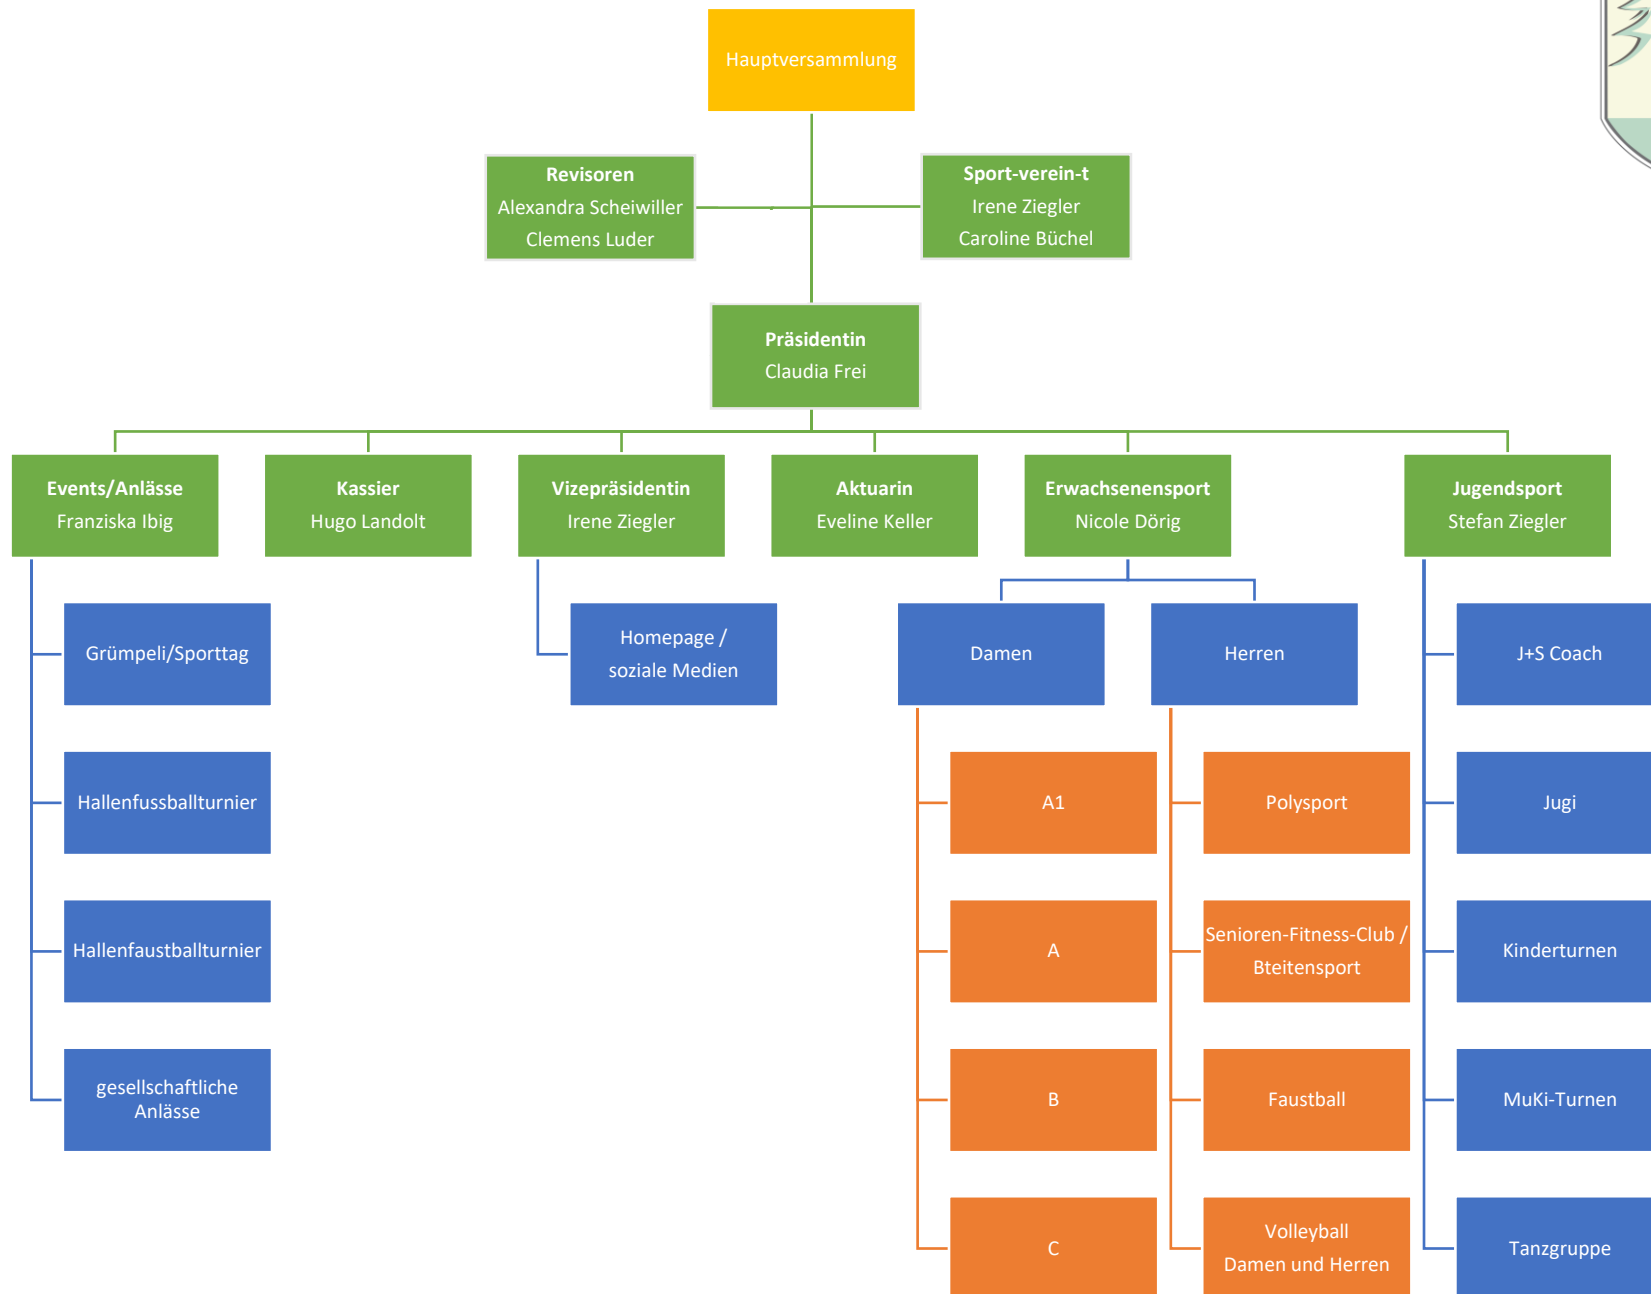 Hauptversammlung
Revisoren
Alexandra Scheiwiller
Clemens Luder
Sport-verein-t
Irene Ziegler
Caroline Büchel
Präsidentin
Claudia Frei
Events/Anlässe
Franziska Ibig
Kassier
Hugo Landolt
Vizepräsidentin
Irene Ziegler
Aktuarin
Eveline Keller
Erwachsenensport
Nicole Dörig
Jugendsport
Stefan Ziegler
Grümpeli/Sporttag
Hallenfussballturnier
Hallenfaustballturnier
gesellschaftliche
Anlässe
Homepage /
soziale Medien
Damen
A1
A
B
C
Herren
Polysport
Senioren-Fitness-Club /
Bteitensport
Faustball
Volleyball
Damen und Herren
J+S Coach
Jugi
Kinderturnen
MuKi-Turnen
Tanzgruppe